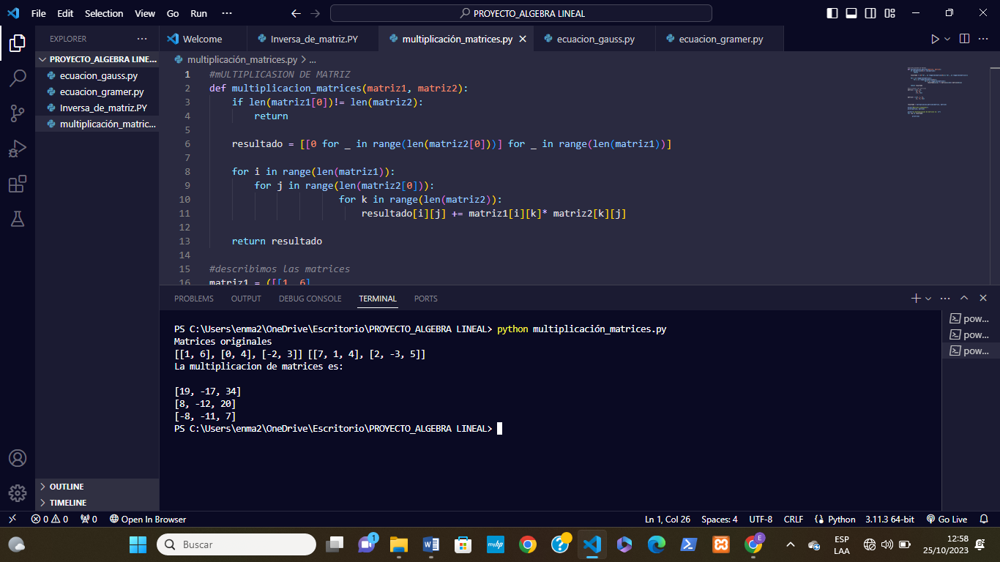 File Edit Selection View Go Run ··· PROYECTO_ALGEBRA LINEAL
EXPLORER ···
PROYECTO_ALGEBRA LINE...
ecuacion_gauss.py
ecuacion_gramer.py
Inversa_de_matriz.PY
multiplicación_matric...
OUTLINE
TIMELINE
Welcome Inversa_de_matriz.PY multiplicación_matrices.py ecuacion_gauss.py ecuacion_gramer.py
multiplicación_matrices.py > ...
1 #mULTIPLICASION DE MATRIZ
2 def multiplicacion_matrices(matriz1, matriz2):
3 if len(matriz1[0])!= len(matriz2):
4 return
5
6 resultado = [[0 for _ in range(len(matriz2[0]))] for _ in range(len(matriz1))]
7
8 for i in range(len(matriz1)):
9 for j in range(len(matriz2[0])):
10 for k in range(len(matriz2)):
11 resultado[i][j] += matriz1[i][k]* matriz2[k][j]
12
13 return resultado
14
15 #describimos las matrices
16 matriz1 = ([[1, 6],
PROBLEMS OUTPUT DEBUG CONSOLE TERMINAL PORTS
PS C:\Users\enma2\OneDrive\Escritorio\PROYECTO_ALGEBRA LINEAL> python multiplicación_matrices.py
Matrices originales
[[1, 6], [0, 4], [-2, 3]] [[7, 1, 4], [2, -3, 5]]
La multiplicacion de matrices es:
[19, -17, 34]
[8, -12, 20]
[-8, -11, 7]
PS C:\Users\enma2\OneDrive\Escritorio\PROYECTO_ALGEBRA LINEAL>
pow...
pow...
pow...
0 0 0 Open In Browser Ln 1, Col 26 Spaces: 4 UTF-8 CRLF Python 3.11.3 64-bit Go Live
Buscar
1
myhp
E
ESP
LAA
12:58
25/10/2023